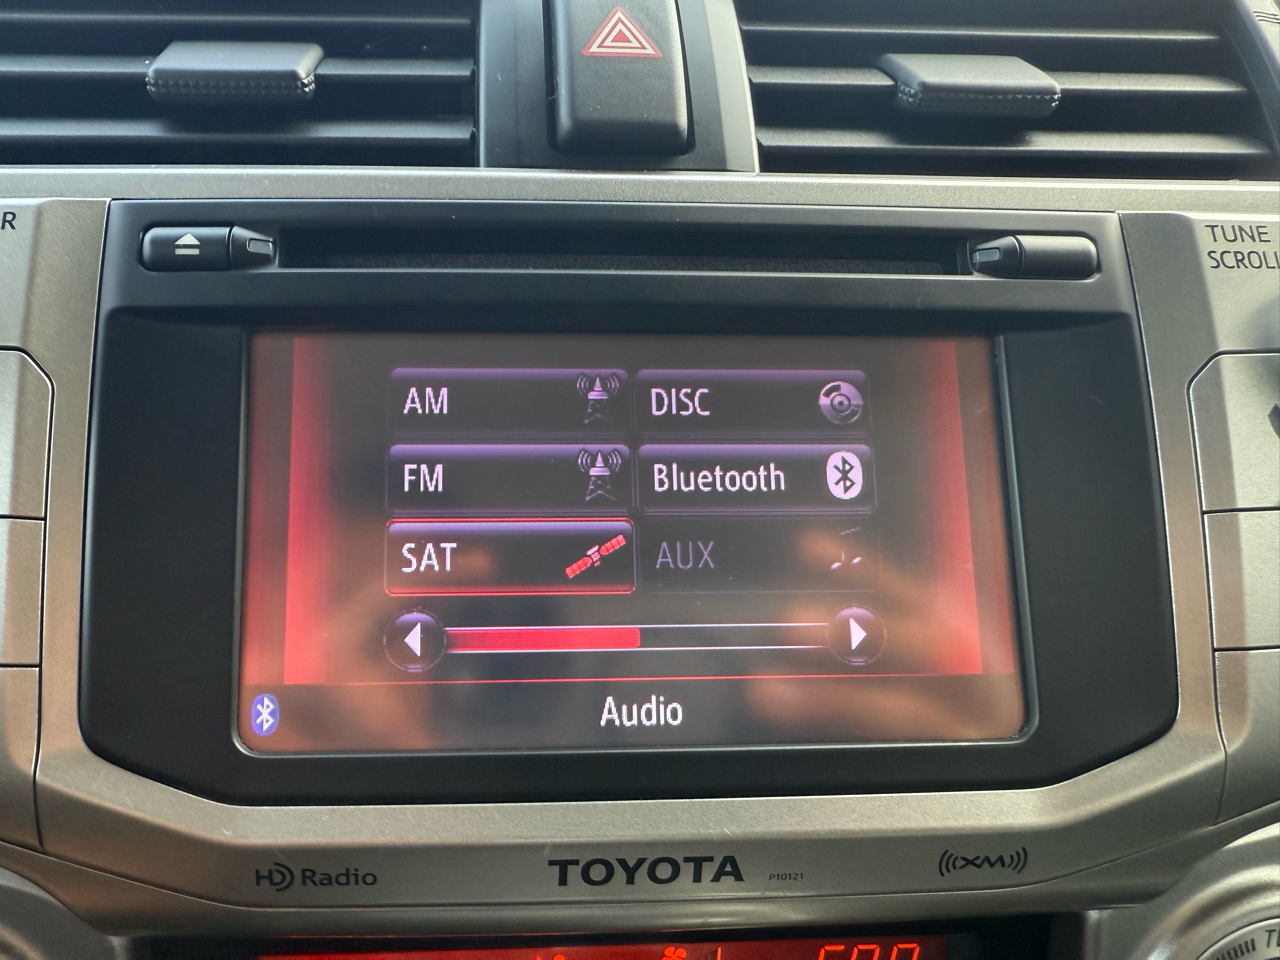 R
TUNE
SCROLL
AM
DISC
FM
Bluetooth
SAT
AUX
Audio
HD Radio
TOYOTA
P10121
XM